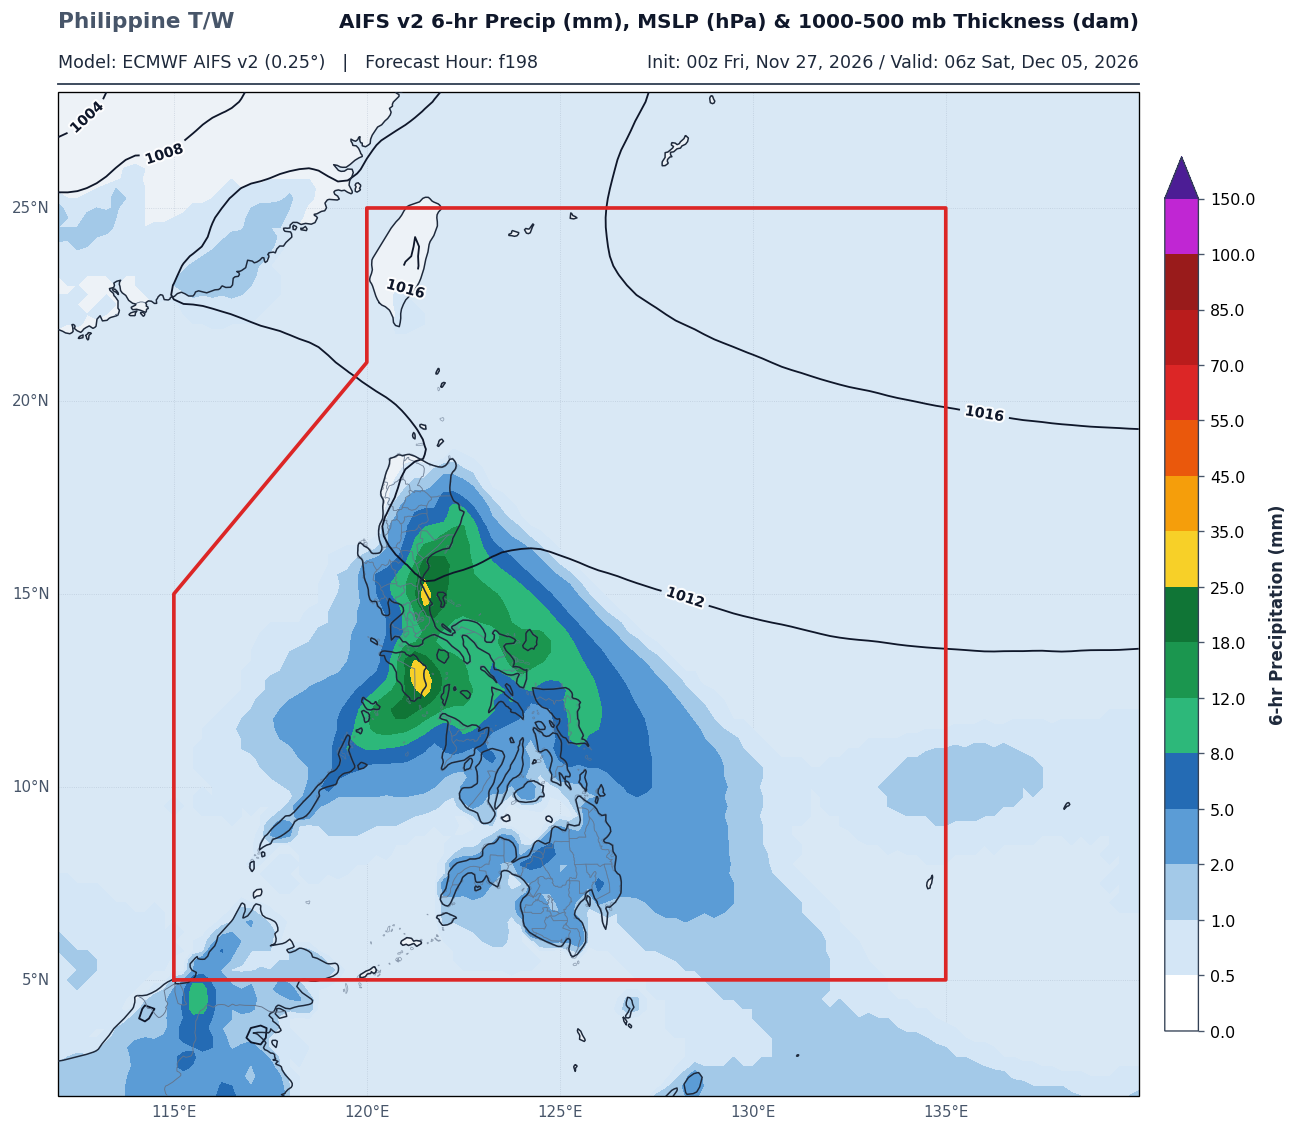 Philippine T/W
AIFS v2 6-hr Precip (mm), MSLP (hPa) & 1000-500 mb Thickness (dam)
Model: ECMWF AIFS v2 (0.25°) | Forecast Hour: f198
Init: 00z Fri, Nov 27, 2026 / Valid: 06z Sat, Dec 05, 2026
1004
1008
1016
1016
1012
25°N
20°N
15°N
10°N
5°N
115°E
120°E
125°E
130°E
135°E
150.0
100.0
85.0
70.0
55.0
45.0
35.0
25.0
18.0
12.0
8.0
5.0
2.0
1.0
0.5
0.0
6-hr Precipitation (mm)